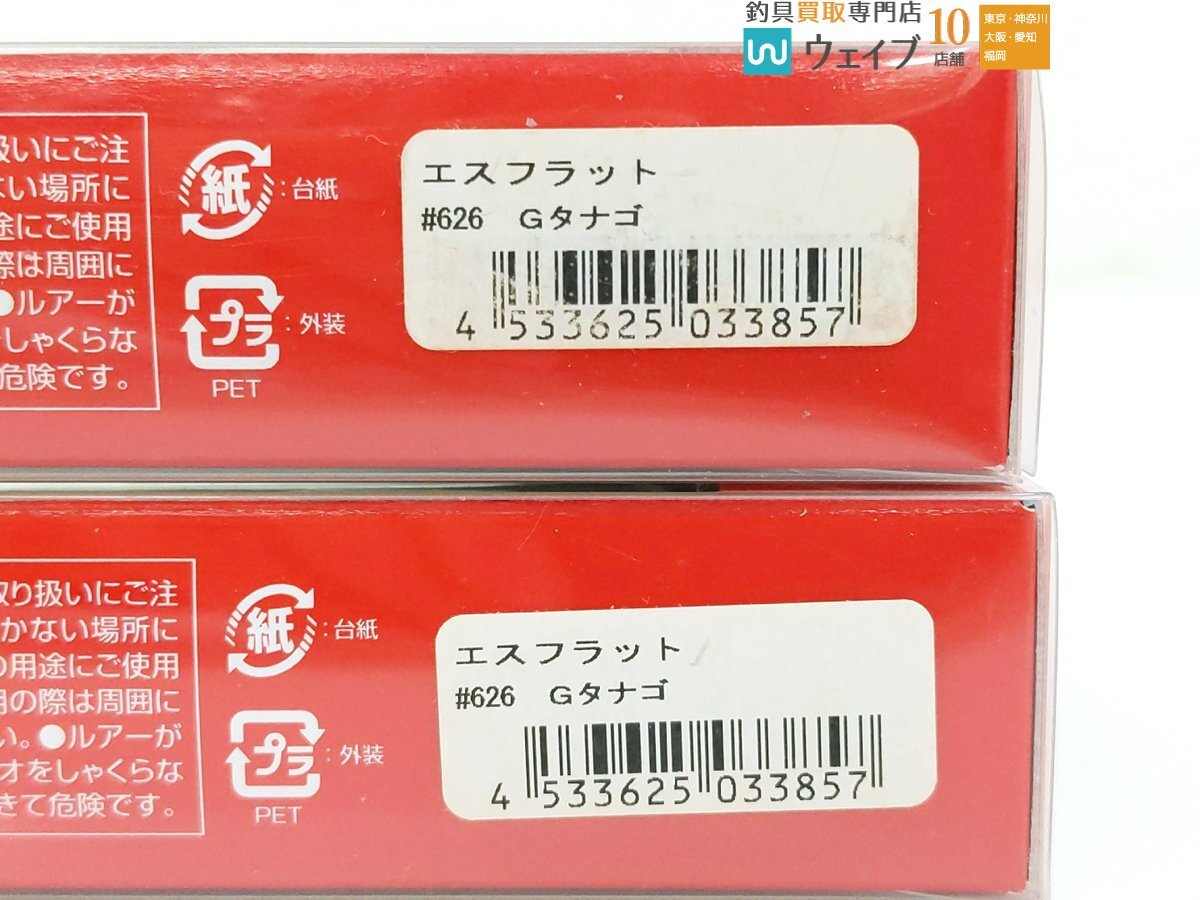 釣具買取専門店
ウェイブ
10
店舗
東京・神奈川
大阪・愛知
福岡
扱いにご注
ない場所に
途にご使用
際は周囲に
●ルアーが
しゃくらな
危険です。
紙
:台紙
プラ
:外装
PET
エスフラット
#626 Gタナゴ
4 533625 033857
取り扱いにご注
かない場所に
の用途にご使用
用の際は周囲に
い。●ルアーが
オをしゃくらな
きて危険です。
紙
:台紙
プラ
:外装
PET
エスフラット
#626 Gタナゴ
4 533625 033857